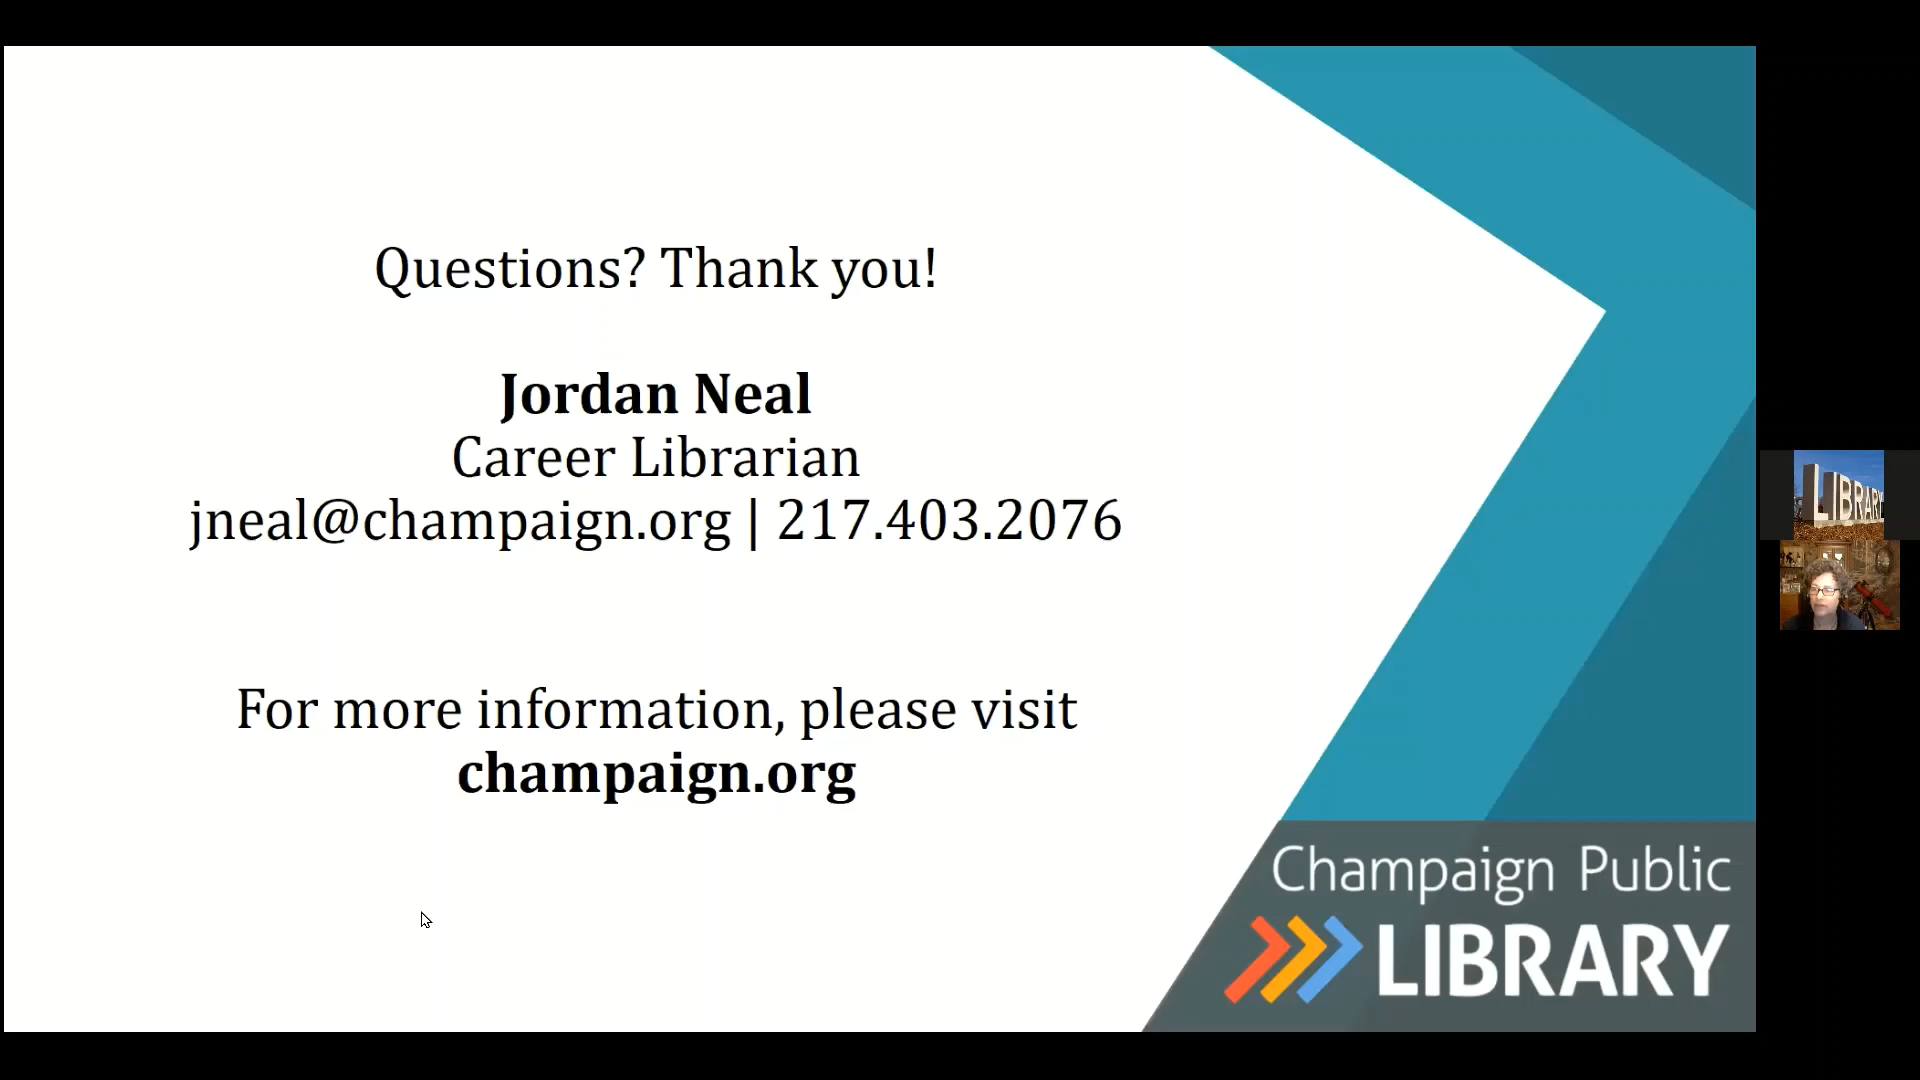 Questions? Thank you!
Jordan Neal
Career Librarian
jneal@champaign.org | 217.403.2076
For more information, please visit
champaign.org
Champaign Public
LIBRARY
LIBRARY